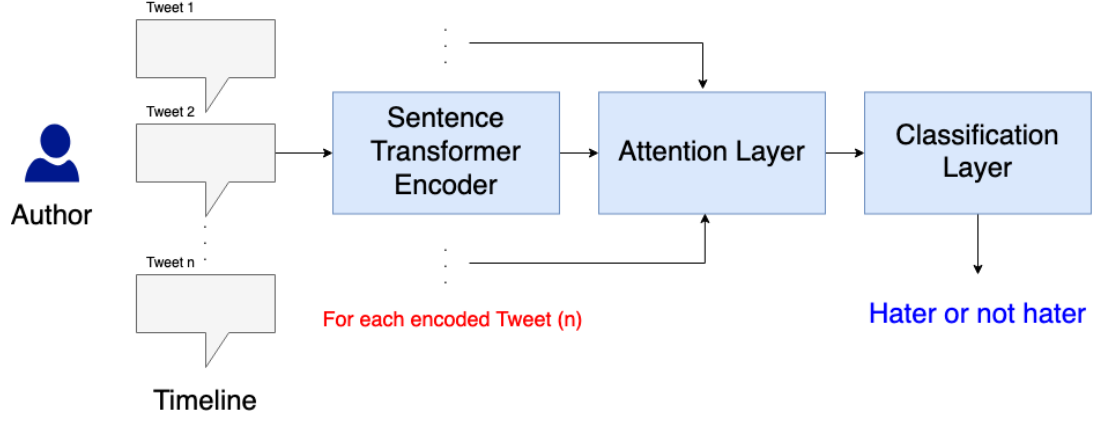 Tweet 1
Tweet 2
Tweet n
Author
Timeline
Sentence
Transformer
Encoder
For each encoded Tweet (n)
Attention Layer
Classification
Layer
Hater or not hater